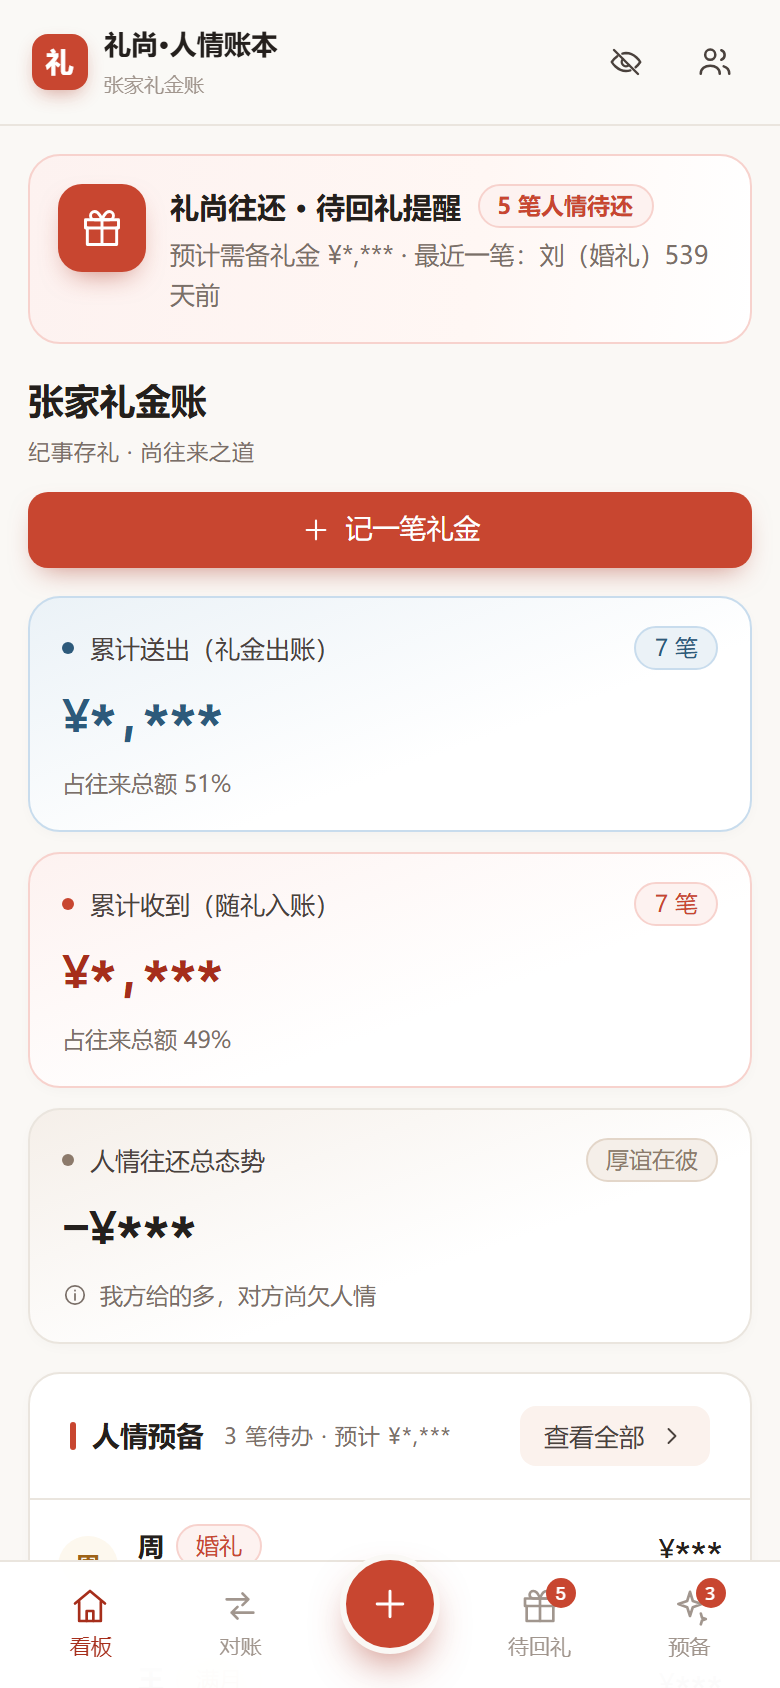 礼
礼尚·人情账本
张家礼金账
礼尚往还·待回礼提醒
5 笔人情待还
预计需备礼金 ¥*,*** · 最近一笔：刘（婚礼）539
天前
张家礼金账
纪事存礼 · 尚往来之道
记一笔礼金
累计送出（礼金出账）
7 笔
¥*,***
占往来总额 51%
累计收到（随礼入账）
7 笔
¥*,***
占往来总额 49%
人情往还总态势
厚谊在彼
−¥***
我方给的多，对方尚欠人情
人情预备
3 笔待办 · 预计 ¥*,***
查看全部
周
婚礼
¥***
看板
对账
5
待回礼
3
预备